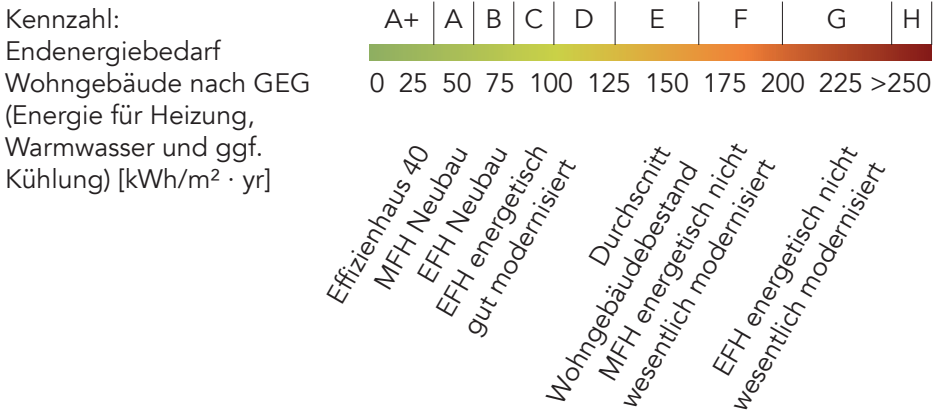 Kennzahl:
Endenergiebedarf
Wohngebäude nach GEG
(Energie für Heizung,
Warmwasser und ggf.
Kühlung) [kWh/m² · yr]
A+ A B C D E F G H
0 25 50 75 100 125 150 175 200 225 >250
Effizienhaus 40
MFH Neubau
EFH Neubau
EFH energetisch
gut modernisiert
Durchscnitt
Wohngebäudebestand
MFH energetisch nicht
wesentlich modernisiert
EFH energetisch nicht
wesentlich modernisiert